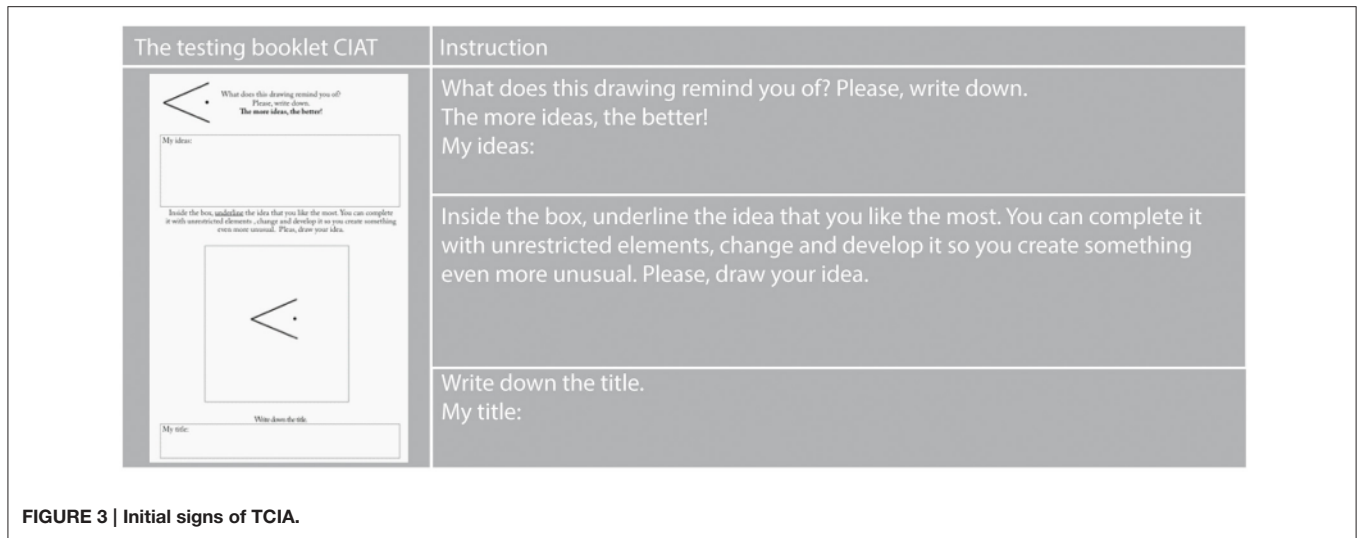 The testing booklet CIAT
Instruction
What does this drawing remind you of?
Please, write down.
The more ideas, the better!
My ideas:
Inside the box, underline the idea that you like the most. You can complete
it with unrestricted elements , change and develop it so you create something
even more unusual. Pleas, draw your idea.
Write down the title.
My title:
What does this drawing remind you of? Please, write down.
The more ideas, the better!
My ideas:
Inside the box, underline the idea that you like the most. You can complete it
with unrestricted elements, change and develop it so you create something
even more unusual. Please, draw your idea.
Write down the title.
My title:
FIGURE 3 | Initial signs of TCIA.